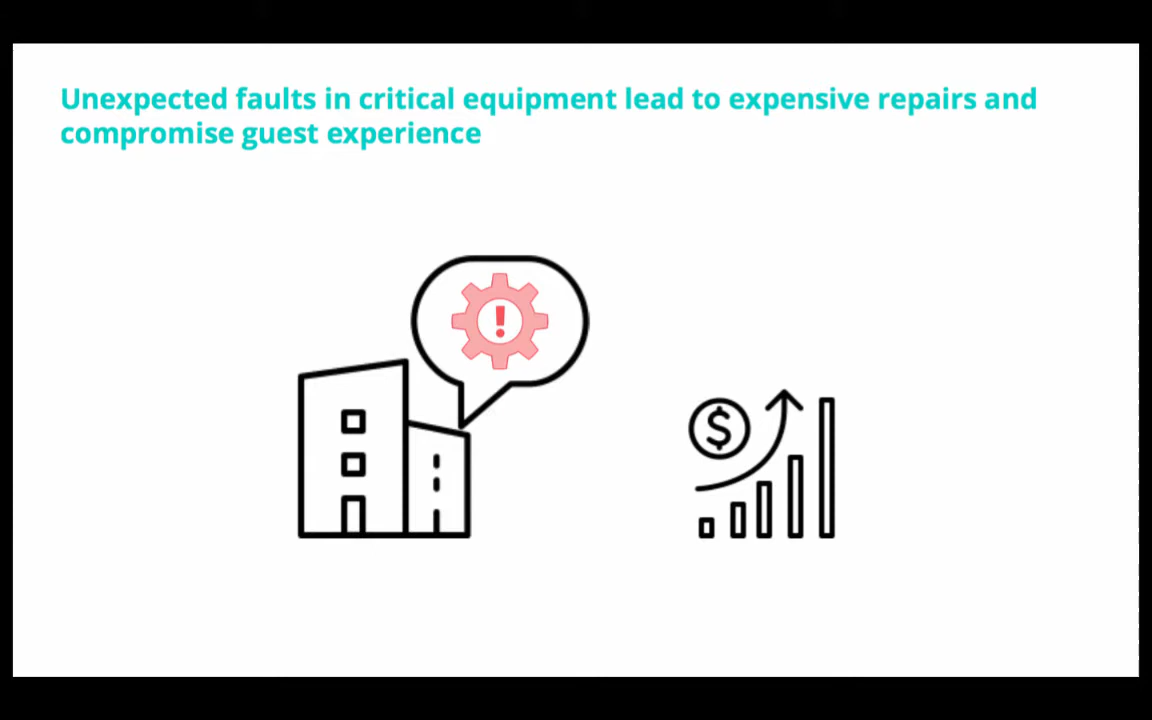 Unexpected faults in critical equipment lead to expensive repairs and
compromise guest experience
!
$